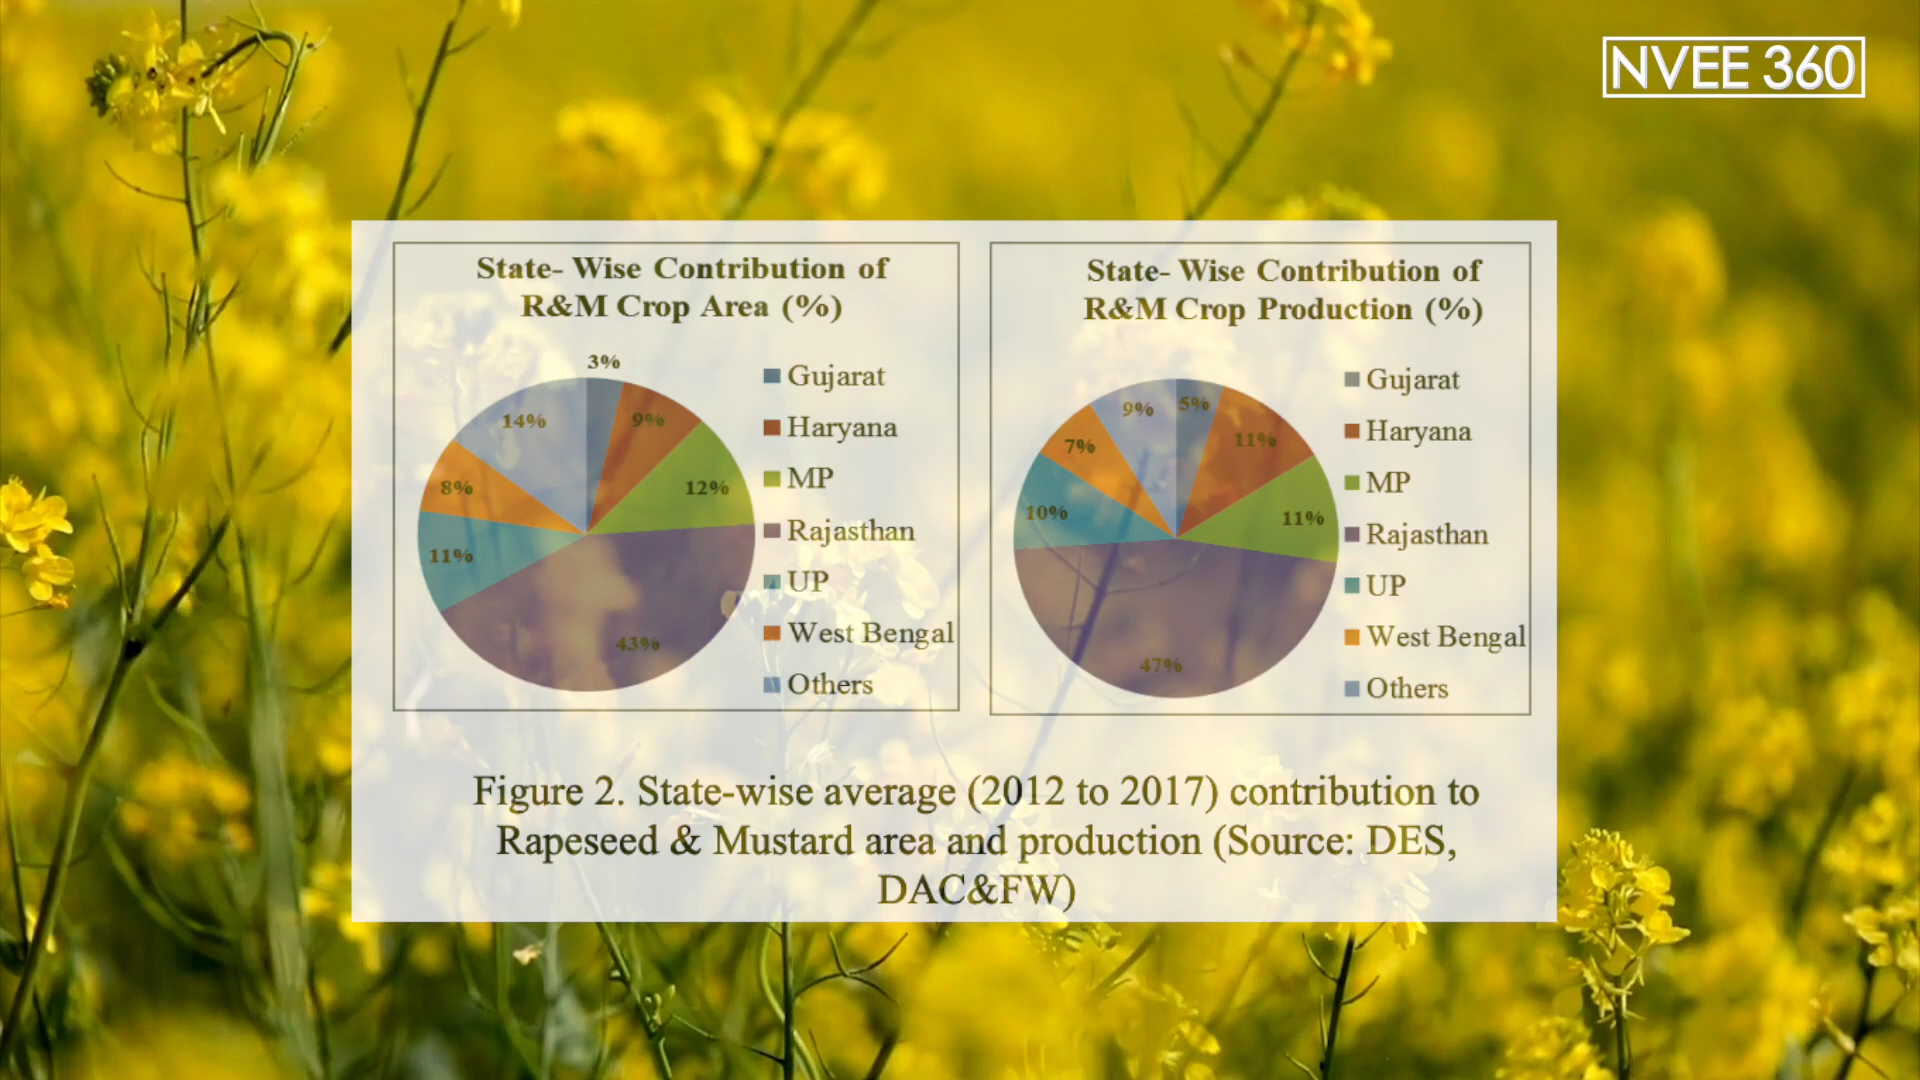 NVEE 360
State- Wise Contribution of
R&M Crop Area (%)
3%
9%
12%
43%
11%
8%
14%
Gujarat
Haryana
MP
Rajasthan
UP
West Bengal
Others
State- Wise Contribution of
R&M Crop Production (%)
5%
11%
11%
47%
10%
7%
9%
Gujarat
Haryana
MP
Rajasthan
UP
West Bengal
Others
Figure 2. State-wise average (2012 to 2017) contribution to
Rapeseed & Mustard area and production (Source: DES,
DAC&FW)